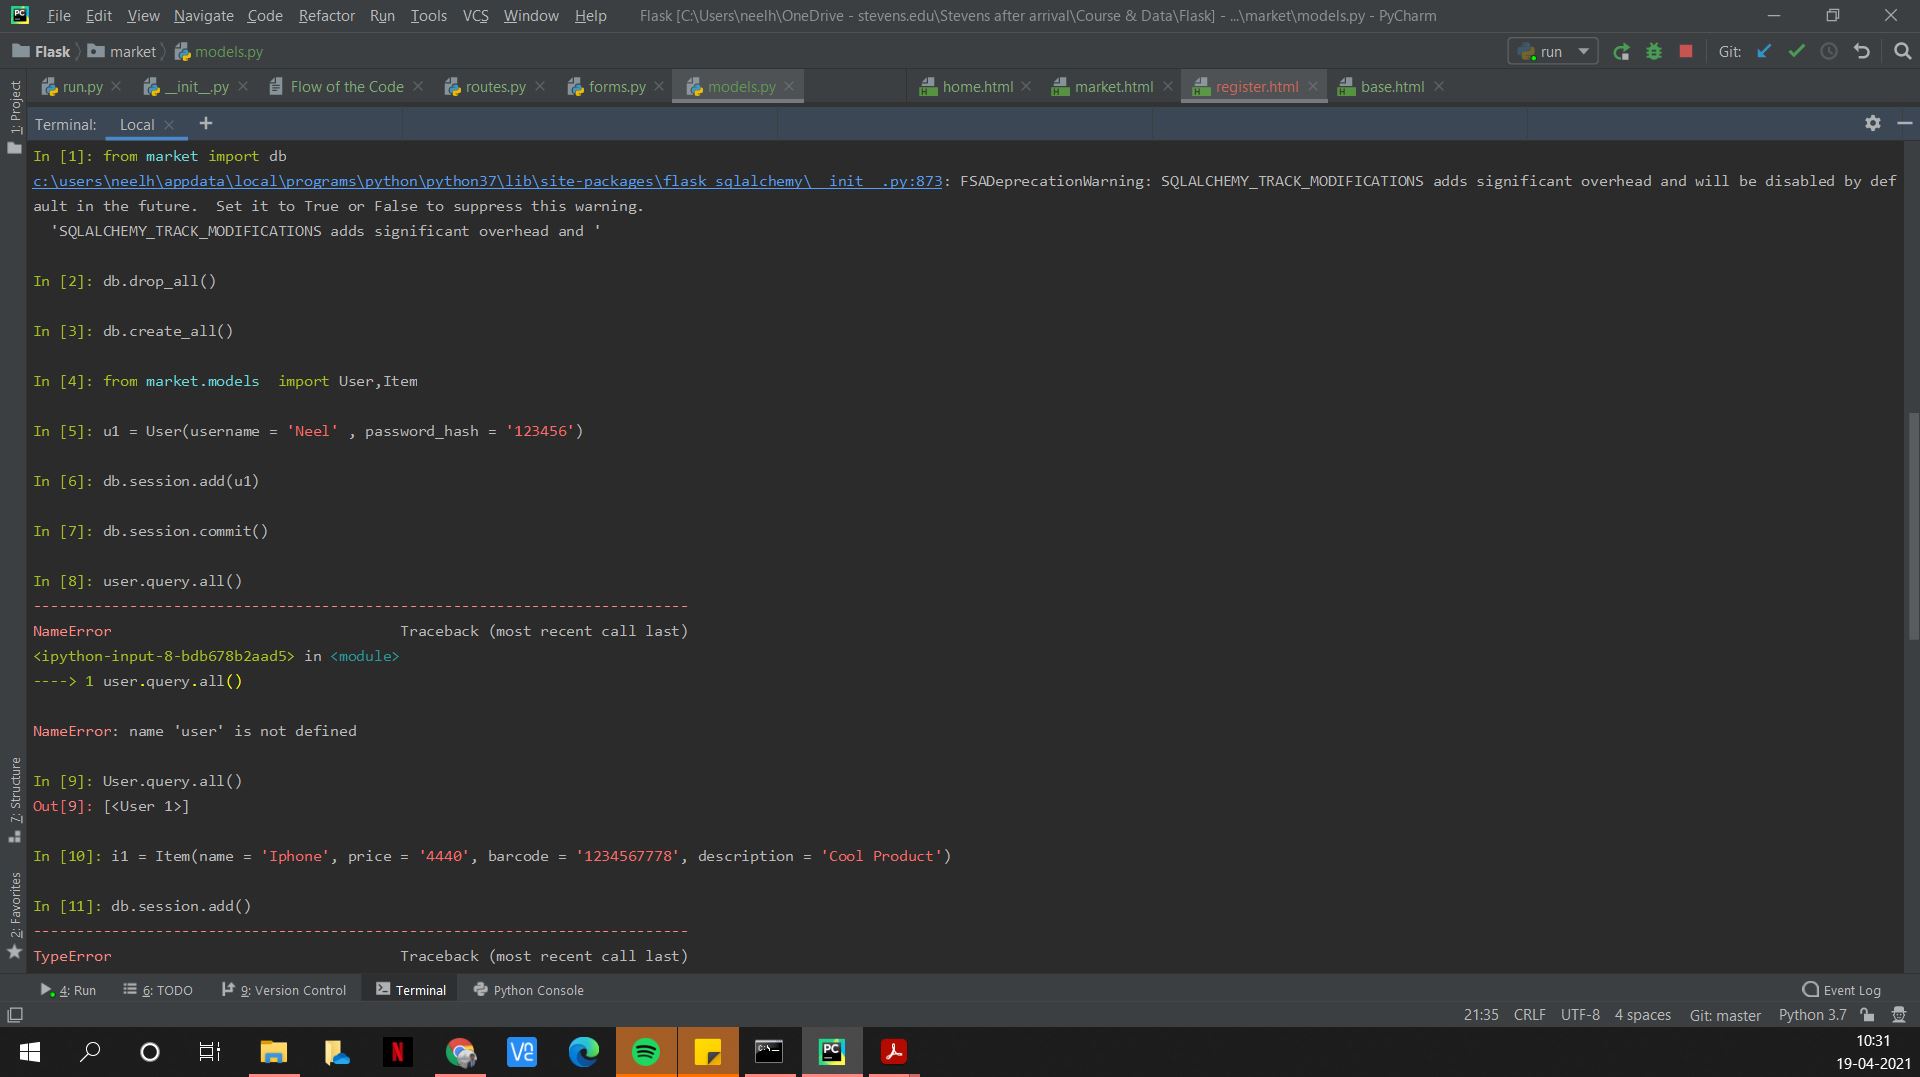 File Edit View Navigate Code Refactor Run Tools VCS Window Help Flask [C:\Users\neelh\OneDrive - stevens.edu\Stevens after arrival\Course & Data\Flask] - ...\market\models.py - PyCharm
Flask market models.py run Git:
run.py __init__.py Flow of the Code routes.py forms.py models.py home.html market.html register.html base.html
1: Project
Terminal: Local +
In [1]: from market import db
c:\users\neelh\appdata\local\programs\python\python37\lib\site-packages\flask_sqlalchemy\__init__.py:873: FSADeprecationWarning: SQLALCHEMY_TRACK_MODIFICATIONS adds significant overhead and will be disabled by def
ault in the future.  Set it to True or False to suppress this warning.
'SQLALCHEMY_TRACK_MODIFICATIONS adds significant overhead and '
In [2]: db.drop_all()
In [3]: db.create_all()
In [4]: from market.models  import User,Item
In [5]: u1 = User(username = 'Neel' , password_hash = '123456')
In [6]: db.session.add(u1)
In [7]: db.session.commit()
In [8]: user.query.all()
---------------------------------------------------------------------------
NameError Traceback (most recent call last)
<ipython-input-8-bdb678b2aad5> in <module>
----> 1 user.query.all()
NameError: name 'user' is not defined
In [9]: User.query.all()
Out[9]: [<User 1>]
In [10]: i1 = Item(name = 'Iphone', price = '4440', barcode = '1234567778', description = 'Cool Product')
In [11]: db.session.add()
---------------------------------------------------------------------------
TypeError Traceback (most recent call last)
7: Structure
2: Favorites
4: Run 6: TODO 9: Version Control Terminal Python Console Event Log
21:35 CRLF UTF-8 4 spaces Git: master Python 3.7
10:31
19-04-2021